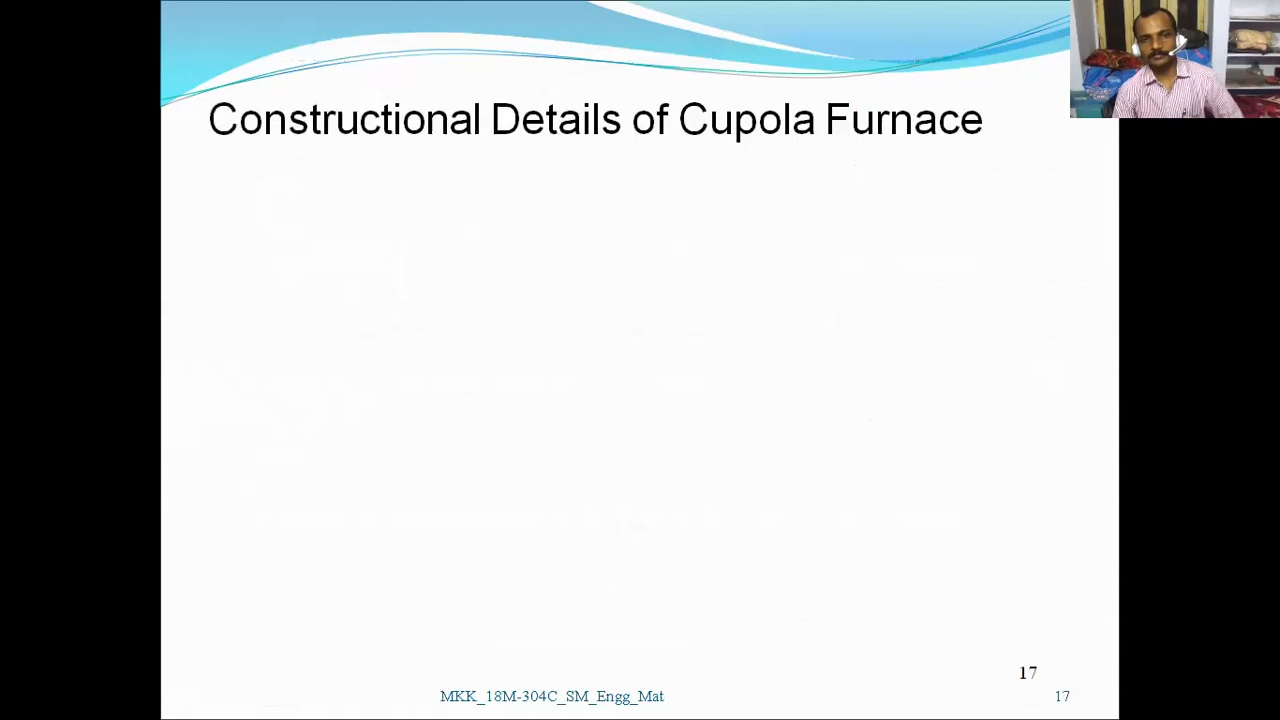 Constructional Details of Cupola Furnace
17
MKK_18M-304C_SM_Engg_Mat
17